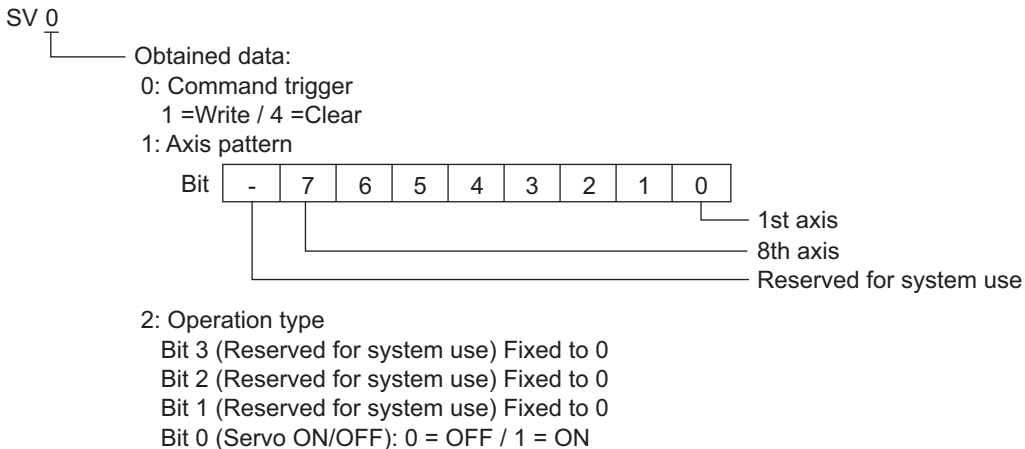 SV 0
Obtained data:
0: Command trigger
1 =Write / 4 =Clear
1: Axis pattern
Bit - 7 6 5 4 3 2 1 0
1st axis
8th axis
Reserved for system use
2: Operation type
Bit 3 (Reserved for system use) Fixed to 0
Bit 2 (Reserved for system use) Fixed to 0
Bit 1 (Reserved for system use) Fixed to 0
Bit 0 (Servo ON/OFF): 0 = OFF / 1 = ON